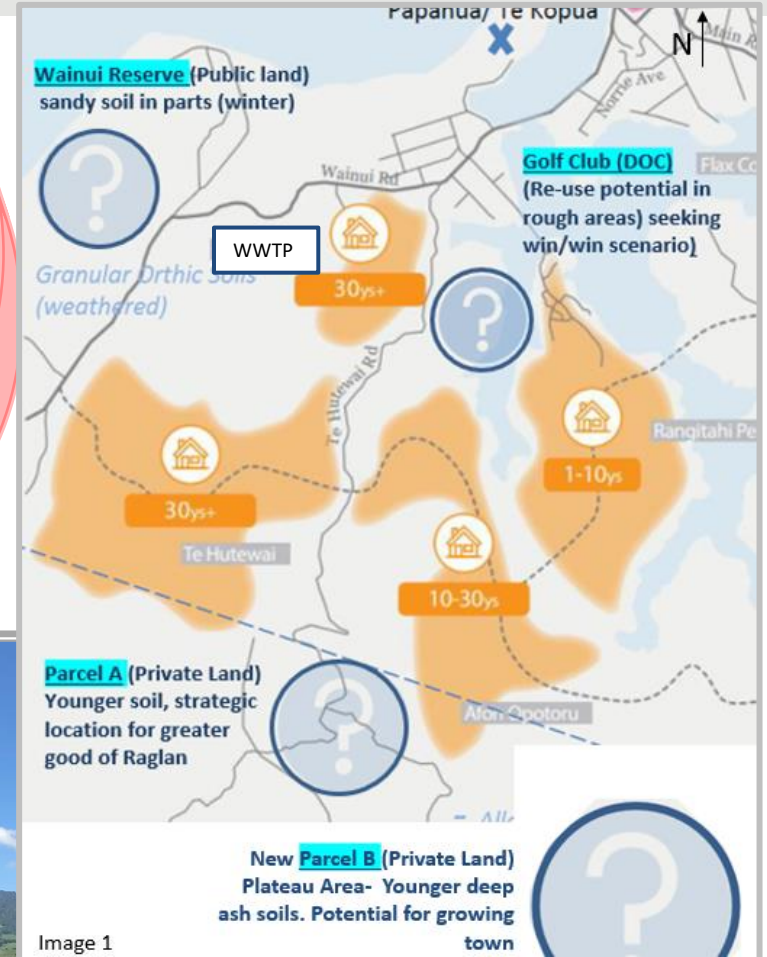 Papahua/ Te Kopua
N
Main R
Norrie Ave
Wainui Reserve (Public land)
sandy soil in parts (winter)
Golf Club (DOC)
(Re-use potential in
rough areas) seeking
win/win scenario)
Flax Co
Wainui Rd
WWTP
Granular Orthic Soils
(weathered)
30ys+
Te Hutewai Rd
Rangitahi Pe
1-10ys
30ys+
Te Hutewai
10-30ys
Parcel A (Private Land)
Younger soil, strategic
location for greater
good of Raglan
Afon Opotoru
New Parcel B (Private Land)
Plateau Area- Younger deep
ash soils. Potential for growing
town
Image 1